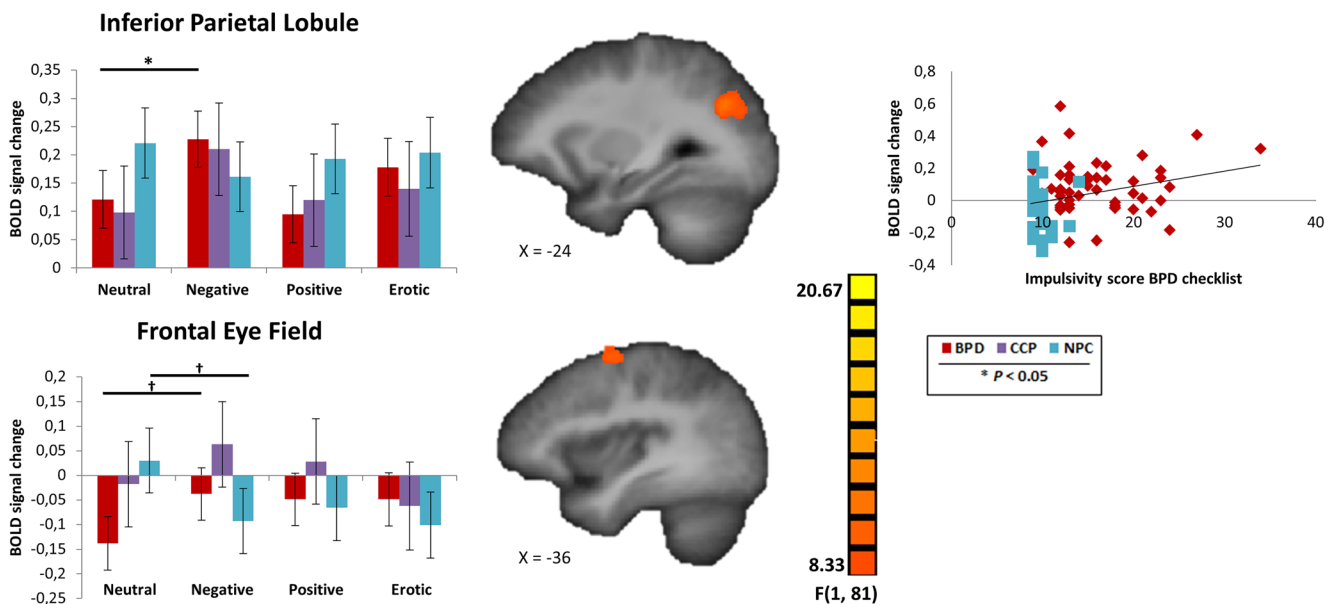 Inferior Parietal Lobule
BOLD signal change
0,35
0,3
0,25
0,2
0,15
0,1
0,05
0
*
Neutral Negative Positive Erotic
X = -24
BOLD signal change
0,8
0,6
0,4
0,2
0
-0,2
-0,4
0 10 20 30 40
Impulsivity score BPD checklist
Frontal Eye Field
BOLD signal change
0,2
0,15
0,1
0,05
0
-0,05
-0,1
-0,15
-0,2
-0,25
†
†
Neutral Negative Positive Erotic
X = -36
20.67
8.33
F(1, 81)
BPD CCP NPC
* P < 0.05